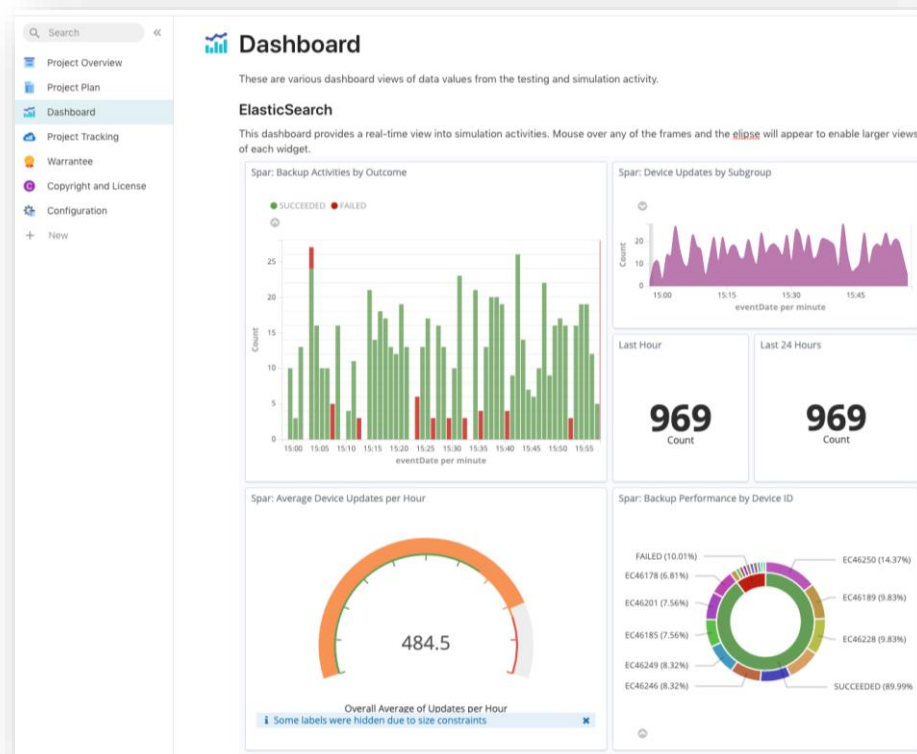 Search
Project Overview
Project Plan
Dashboard
Project Tracking
Warrantee
Copyright and License
Configuration
New
Dashboard
These are various dashboard views of data values from the testing and simulation activity.
ElasticSearch
This dashboard provides a real-time view into simulation activities. Mouse over any of the frames and the elipse will appear to enable larger views
of each widget.
Spar: Backup Activities by Outcome
SUCCEEDED FAILED
25
20
15
10
5
0
Count
15:00 15:05 15:10 15:15 15:20 15:25 15:30 15:35 15:40 15:45 15:50 15:55
eventDate per minute
Spar: Device Updates by Subgroup
20
10
0
Count
15:00 15:15 15:30 15:45
eventDate per minute
Last Hour
969
Count
Last 24 Hours
969
Count
Spar: Average Device Updates per Hour
484.5
Overall Average of Updates per Hour
Some labels were hidden due to size constraints
Spar: Backup Performance by Device ID
FAILED (10.01%)
EC46178 (6.81%)
EC46201 (7.56%)
EC46185 (7.56%)
EC46249 (8.32%)
EC46246 (8.32%)
EC46250 (14.37%)
EC46189 (9.83%)
EC46228 (9.83%)
SUCCEEDED (89.99%